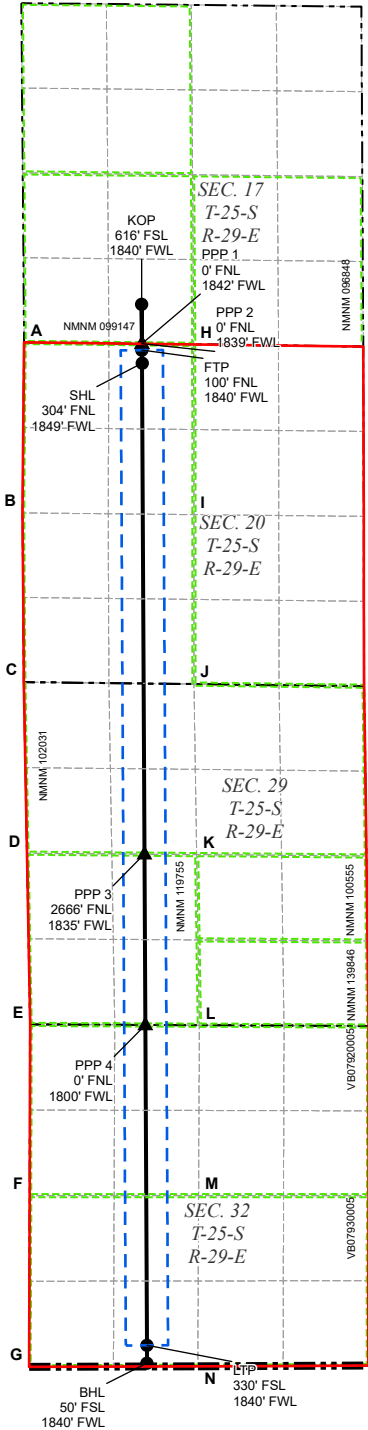 SEC. 17
T-25-S
R-29-E
KOP
616' FSL
1840' FWL
PPP 1
0' FNL
1842' FWL
NMNM 096848
A
NMNM 099147
H
PPP 2
0' FNL
1839' FWL
FTP
100' FNL
1840' FWL
SHL
304' FNL
1849' FWL
B
I
SEC. 20
T-25-S
R-29-E
C
J
NMNM 102031
SEC. 29
T-25-S
R-29-E
D
K
NMNM 119755
NMNM 100555
PPP 3
2666' FNL
1835' FWL
NMNM 139846
E
L
PPP 4
0' FNL
1800' FWL
VB07920005
F
M
SEC. 32
T-25-S
R-29-E
VB07930005
G
N
LTP
330' FSL
1840' FWL
BHL
50' FSL
1840' FWL